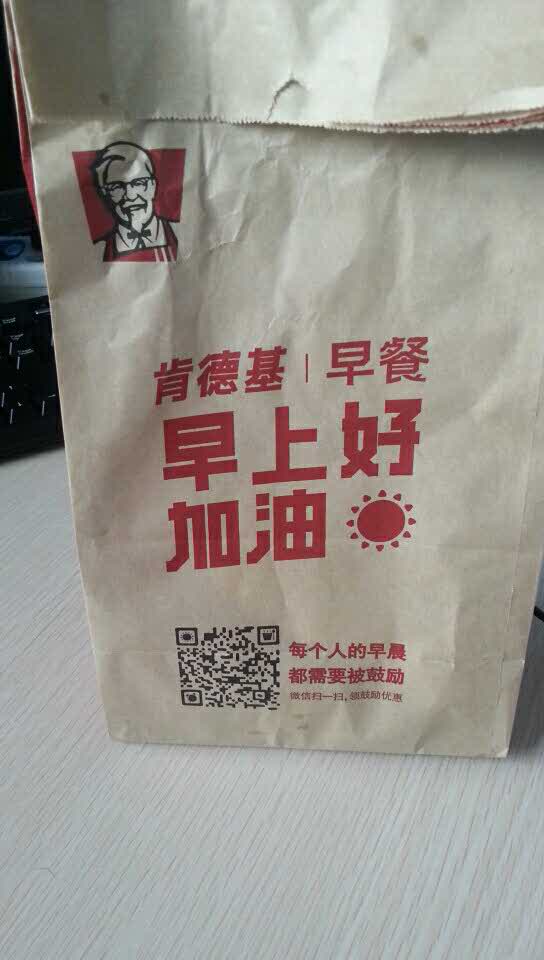 肯德基 | 早餐
早上好
加油
每个人的早晨
都需要被鼓励
微信扫一扫,领鼓励优惠